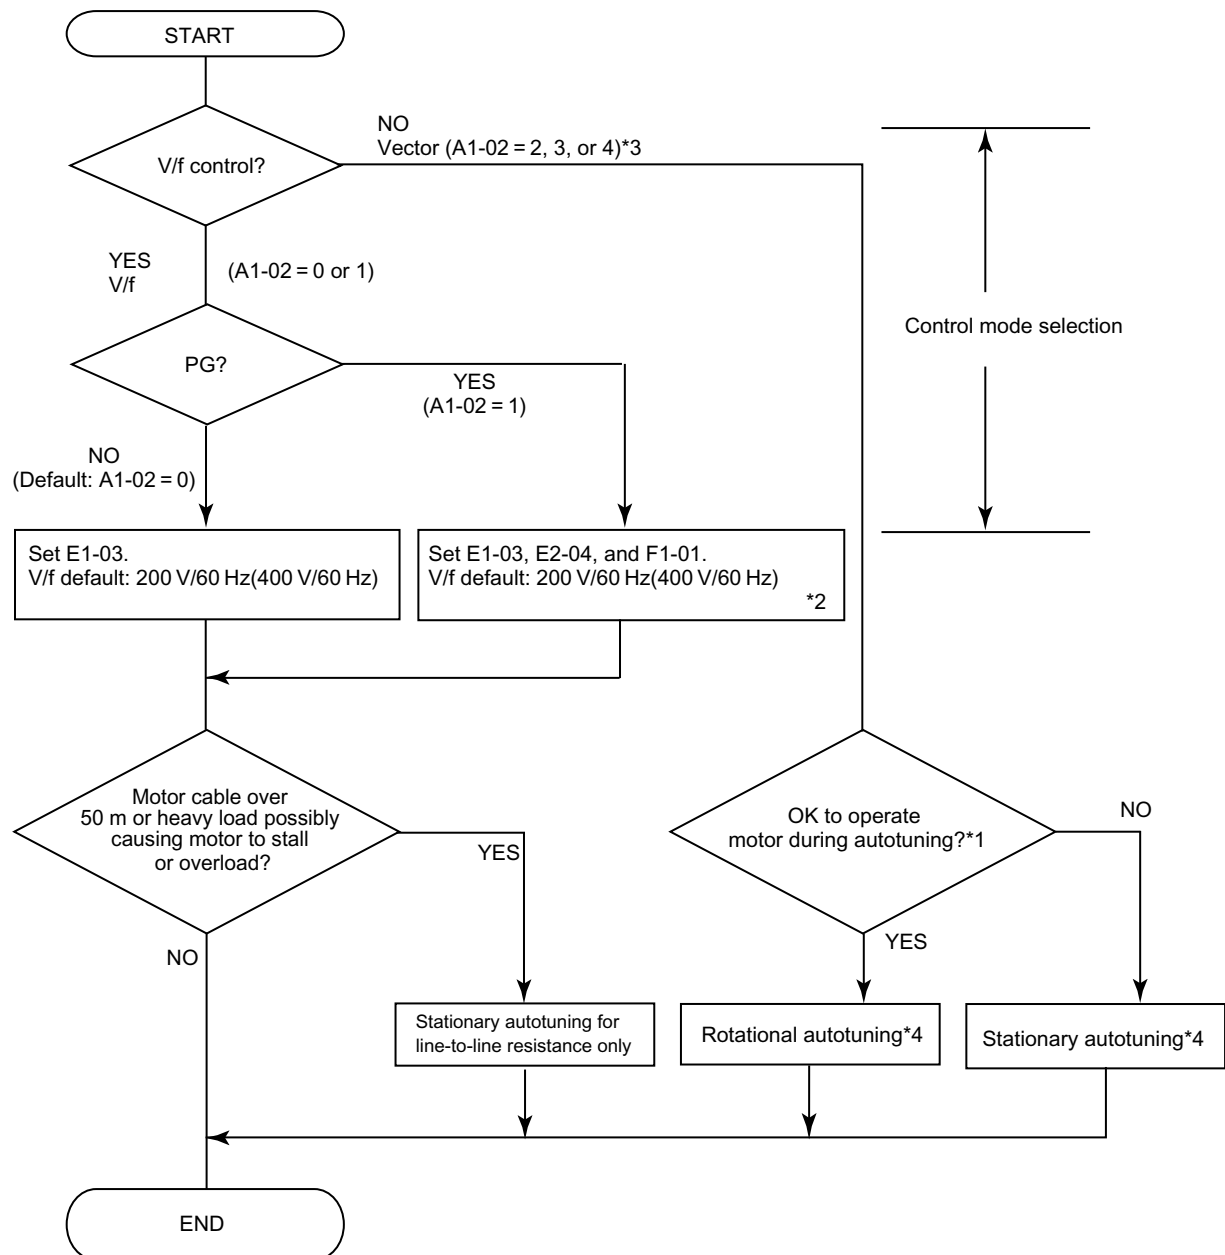 START
V/f control?
NO
Vector (A1-02 = 2, 3, or 4)*3
YES
V/f
(A1-02 = 0 or 1)
Control mode selection
PG?
YES
(A1-02 = 1)
NO
(Default: A1-02 = 0)
Set E1-03.
V/f default: 200 V/60 Hz(400 V/60 Hz)
Set E1-03, E2-04, and F1-01.
V/f default: 200 V/60 Hz(400 V/60 Hz)
*2
Motor cable over
50 m or heavy load possibly
causing motor to stall
or overload?
YES
NO
OK to operate
motor during autotuning?*1
NO
YES
Stationary autotuning for
line-to-line resistance only
Rotational autotuning*4
Stationary autotuning*4
END